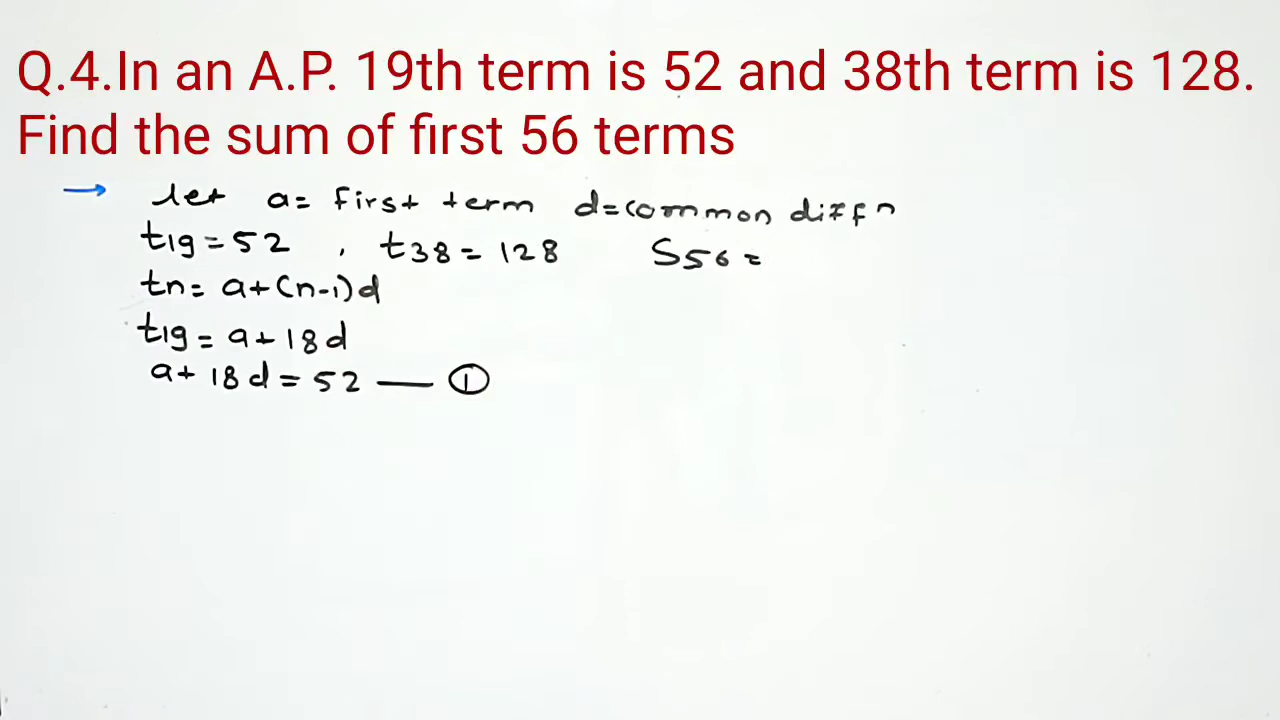 Q.4.In an A.P. 19th term is 52 and 38th term is 128.
Find the sum of first 56 terms
→ let a= first term d=common diffn
t19=52 , t38=128 S56=
tn= a+(n-1)d
t19= a+18d
a+18d=52 — ①